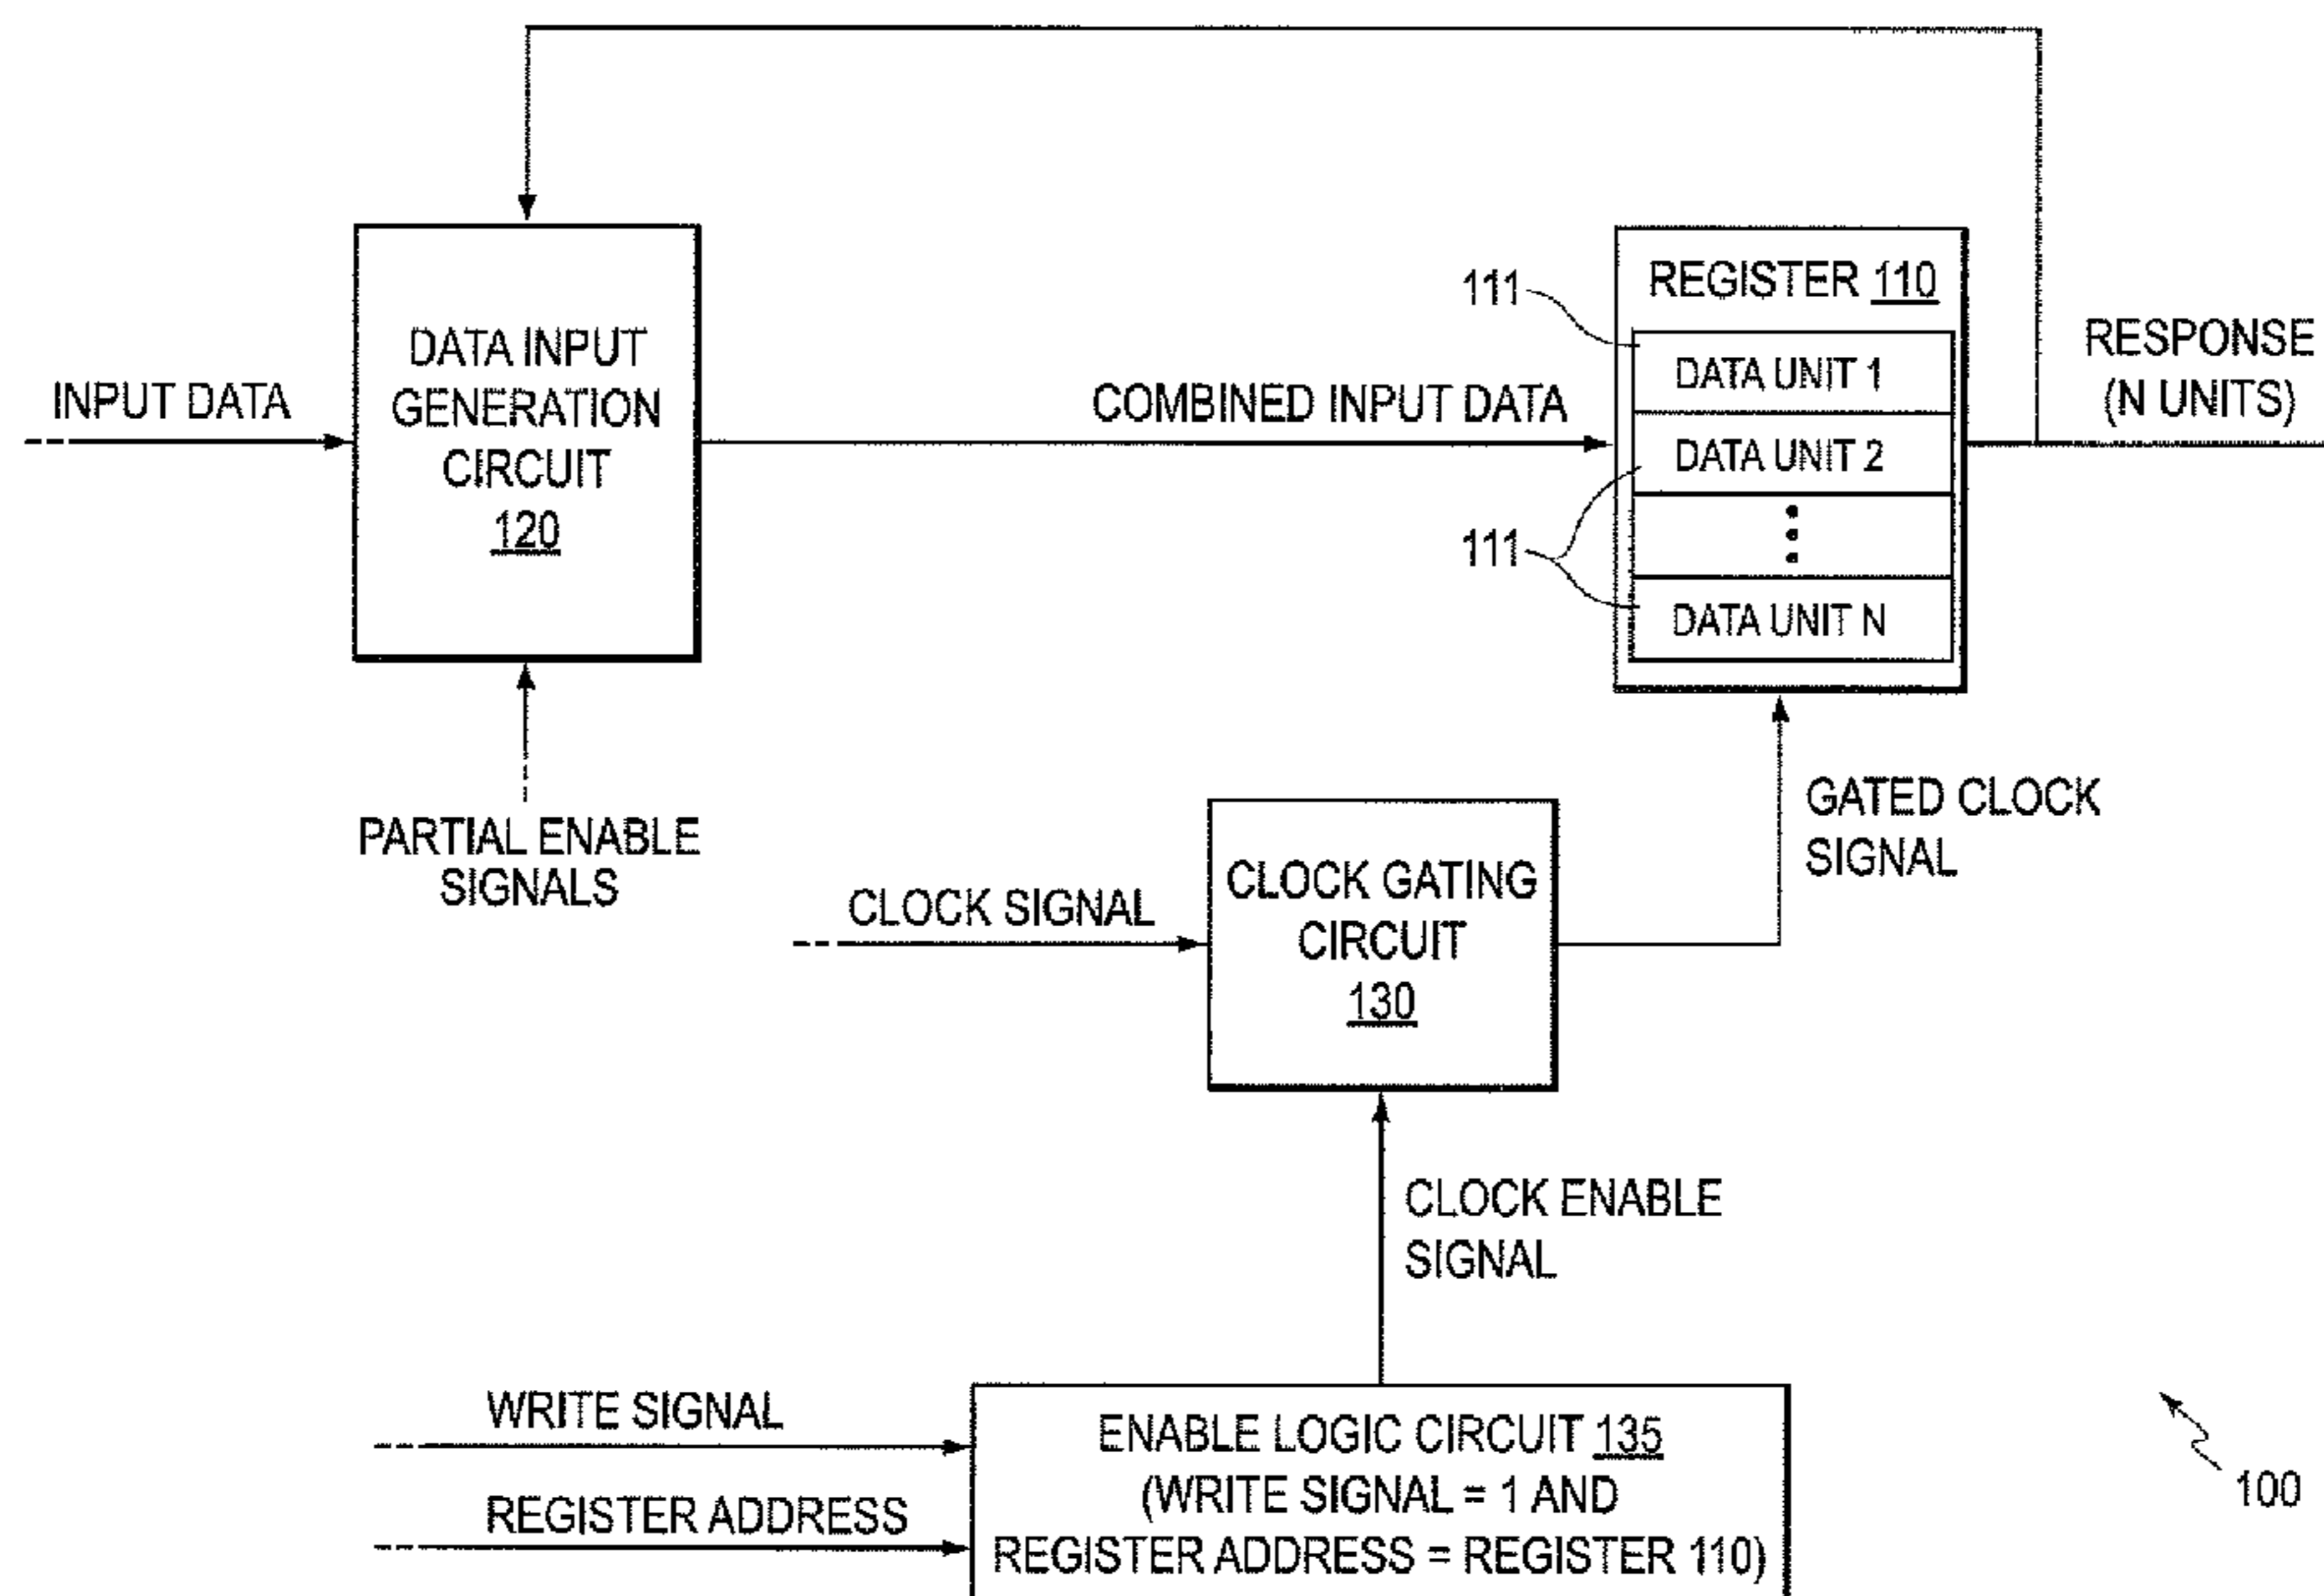 INPUT DATA
DATA INPUT
GENERATION
CIRCUIT
120
PARTIAL ENABLE
SIGNALS
COMBINED INPUT DATA
111
111
REGISTER 110
DATA UNIT 1
DATA UNIT 2
DATA UNIT N
RESPONSE
(N UNITS)
GATED CLOCK
SIGNAL
CLOCK SIGNAL
CLOCK GATING
CIRCUIT
130
CLOCK ENABLE
SIGNAL
WRITE SIGNAL
REGISTER ADDRESS
ENABLE LOGIC CIRCUIT 135
(WRITE SIGNAL = 1 AND
REGISTER ADDRESS = REGISTER 110)
100